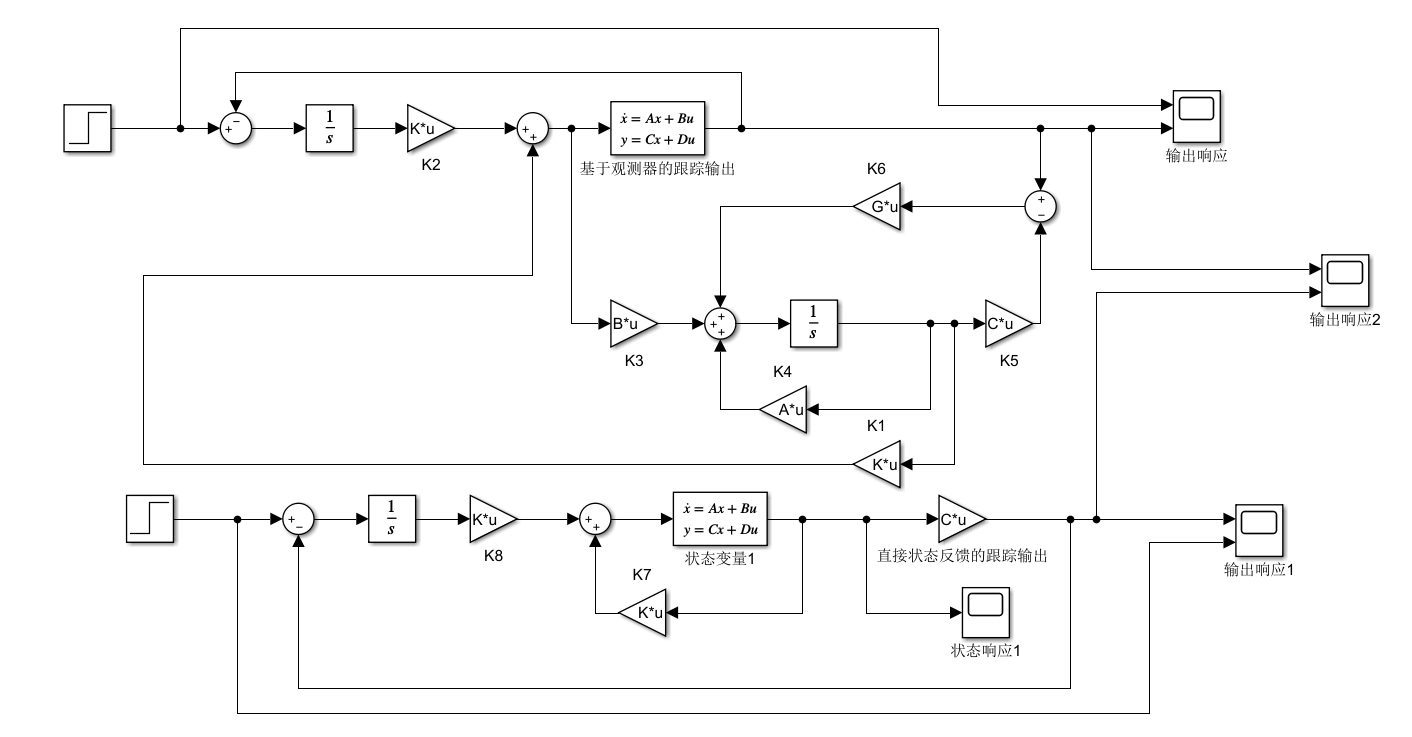 1
s
K*u
K2
ẋ = Ax + Bu
y = Cx + Du
基于观测器的跟踪输出
输出响应
K6
G*u
输出响应2
B*u
K3
1
s
C*u
K5
K4
A*u
K1
K*u
1
s
K*u
K8
ẋ = Ax + Bu
y = Cx + Du
状态变量1
C*u
直接状态反馈的跟踪输出
输出响应1
K7
K*u
状态响应1